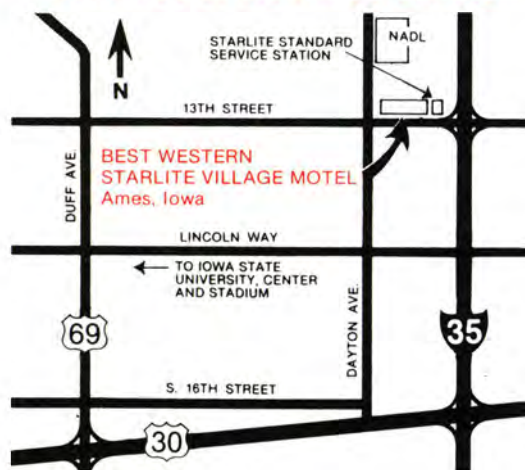 NADL
STARLITE STANDARD
SERVICE STATION
N
13TH STREET
BEST WESTERN
STARLITE VILLAGE MOTEL
Ames, Iowa
DUFF AVE.
LINCOLN WAY
TO IOWA STATE
UNIVERSITY, CENTER
AND STADIUM
DAYTON AVE.
69
35
S. 16TH STREET
30